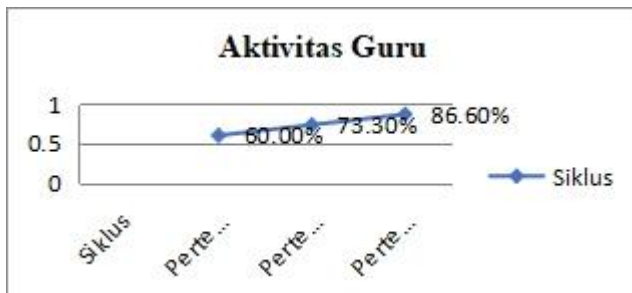 Aktivitas Guru
1
0.5
0
60.00%
73.30%
86.60%
Siklus
Siklus
Perte...
Perte...
Perte...